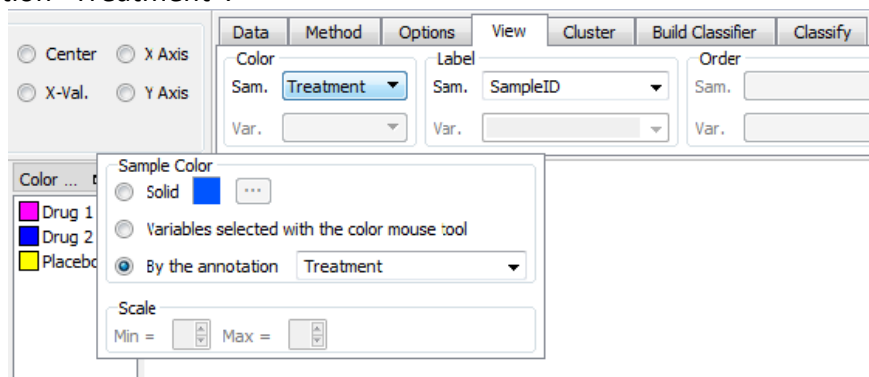 tion "Treatment".
Data Method Options View Cluster Build Classifier Classify
Center X Axis
X-Val. Y Axis
Color Label Order
Sam. Treatment Sam. SampleID Sam.
Var. Var. Var.
Color ...
Drug 1
Drug 2
Placebo
Sample Color
Solid ...
Variables selected with the color mouse tool
By the annotation Treatment
Scale
Min = Max =